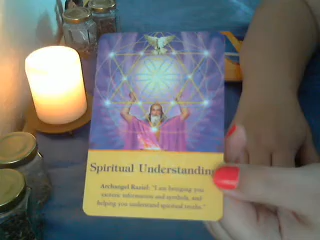 Spiritual Understanding
Archangel Raziel: "I am bringing you
esoteric information and symbols, and
helping you understand spiritual truths."